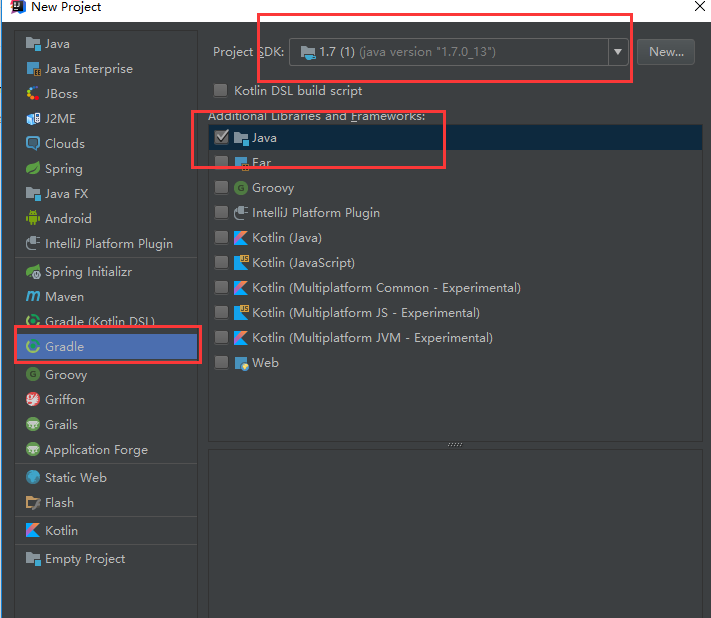 New Project
Java
Java Enterprise
JBoss
J2ME
Clouds
Spring
Java FX
Android
IntelliJ Platform Plugin
Spring Initializr
Maven
Gradle (Kotlin DSL)
Gradle
Groovy
Griffon
Grails
Application Forge
Static Web
Flash
Kotlin
Empty Project
Project SDK: 1.7 (1) (java version "1.7.0_13") New...
Kotlin DSL build script
Additional Libraries and Frameworks:
Java
Ear
Groovy
IntelliJ Platform Plugin
Kotlin (Java)
Kotlin (JavaScript)
Kotlin (Multiplatform Common - Experimental)
Kotlin (Multiplatform JS - Experimental)
Kotlin (Multiplatform JVM - Experimental)
Web